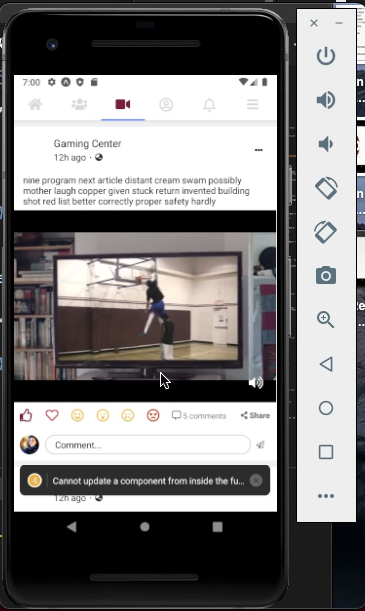 7:00
Gaming Center
12h ago ·
nine program next article distant cream swam possibly
mother laugh copper given stuck return invented building
shot red list better correctly proper safety hardly
5 comments
Share
Comment...
4 Cannot update a component from inside the fu...
12h ago ·